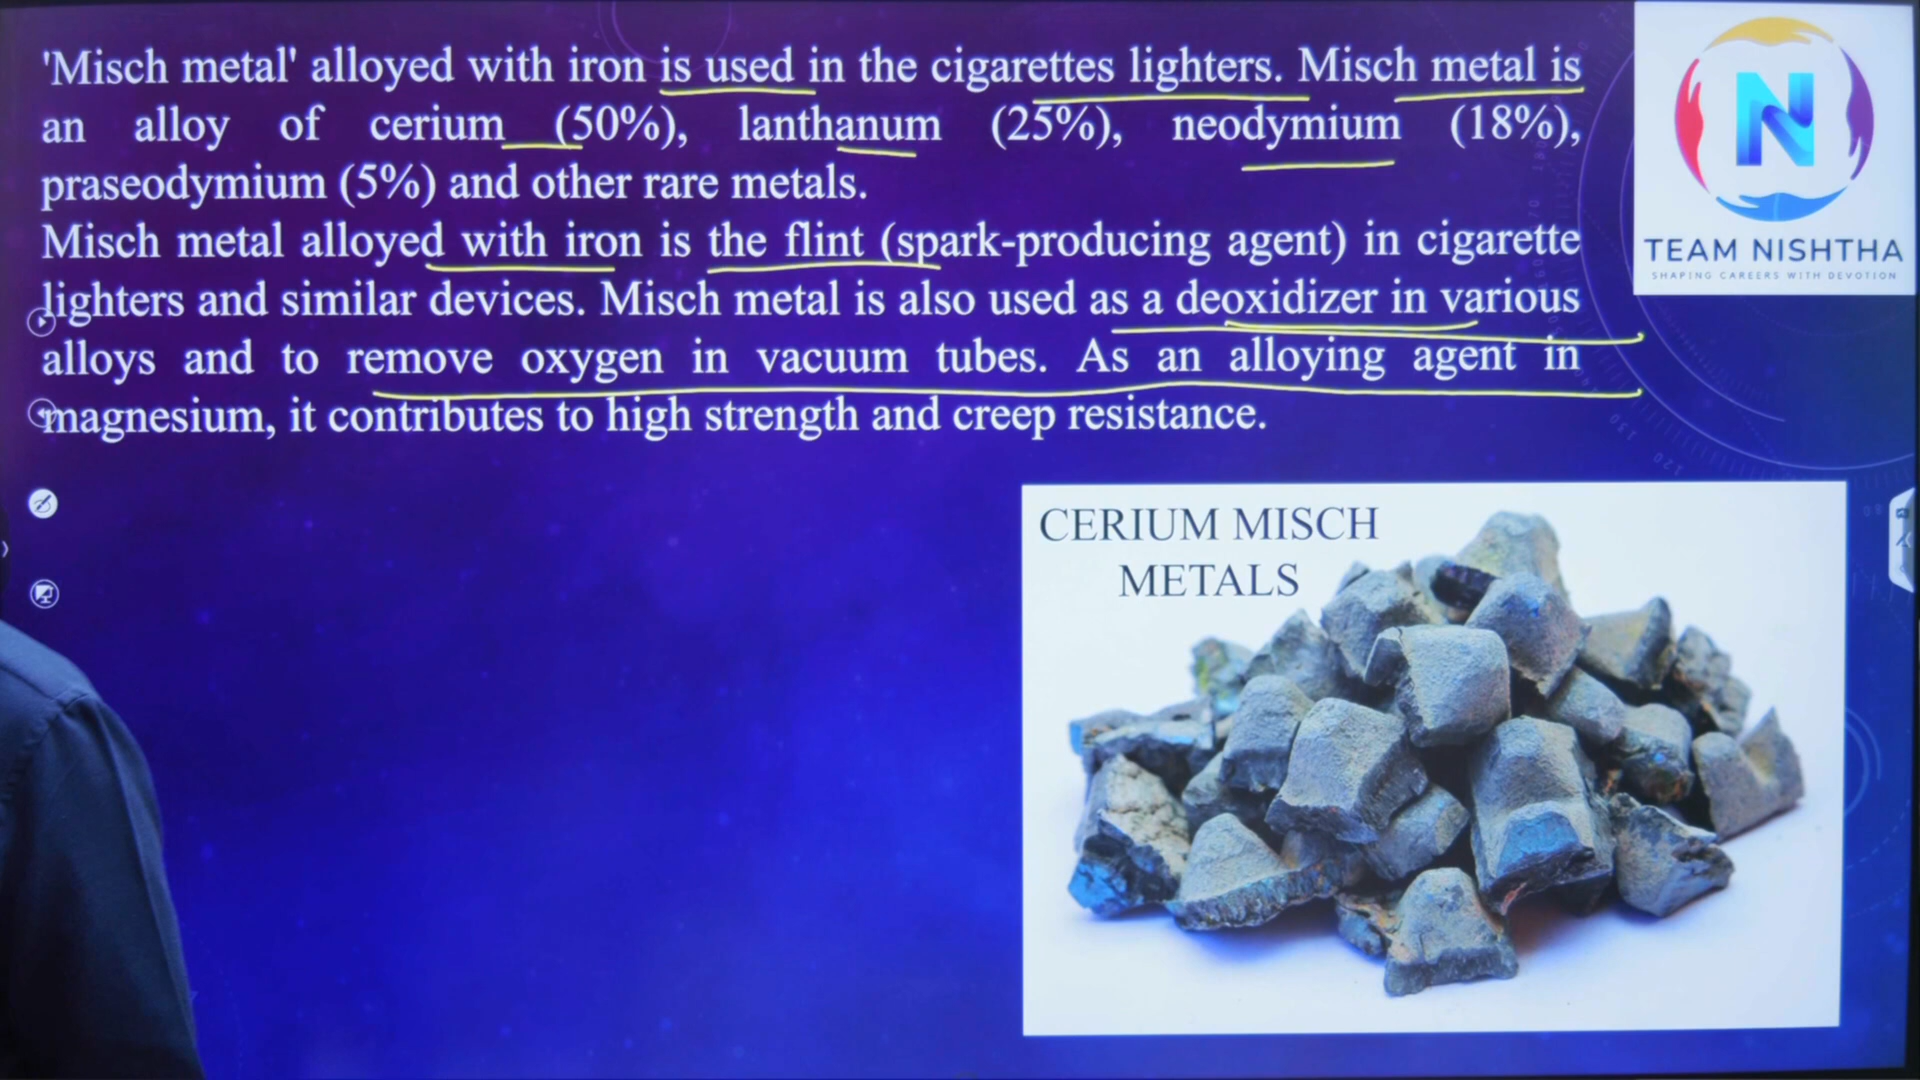 'Misch metal' alloyed with iron is used in the cigarettes lighters. Misch metal is
an alloy of cerium (50%), lanthanum (25%), neodymium (18%),
praseodymium (5%) and other rare metals.
Misch metal alloyed with iron is the flint (spark-producing agent) in cigarette
lighters and similar devices. Misch metal is also used as a deoxidizer in various
alloys and to remove oxygen in vacuum tubes. As an alloying agent in
magnesium, it contributes to high strength and creep resistance.
N
TEAM NISHTHA
SHAPING CAREERS WITH DEVOTION
CERIUM MISCH
METALS